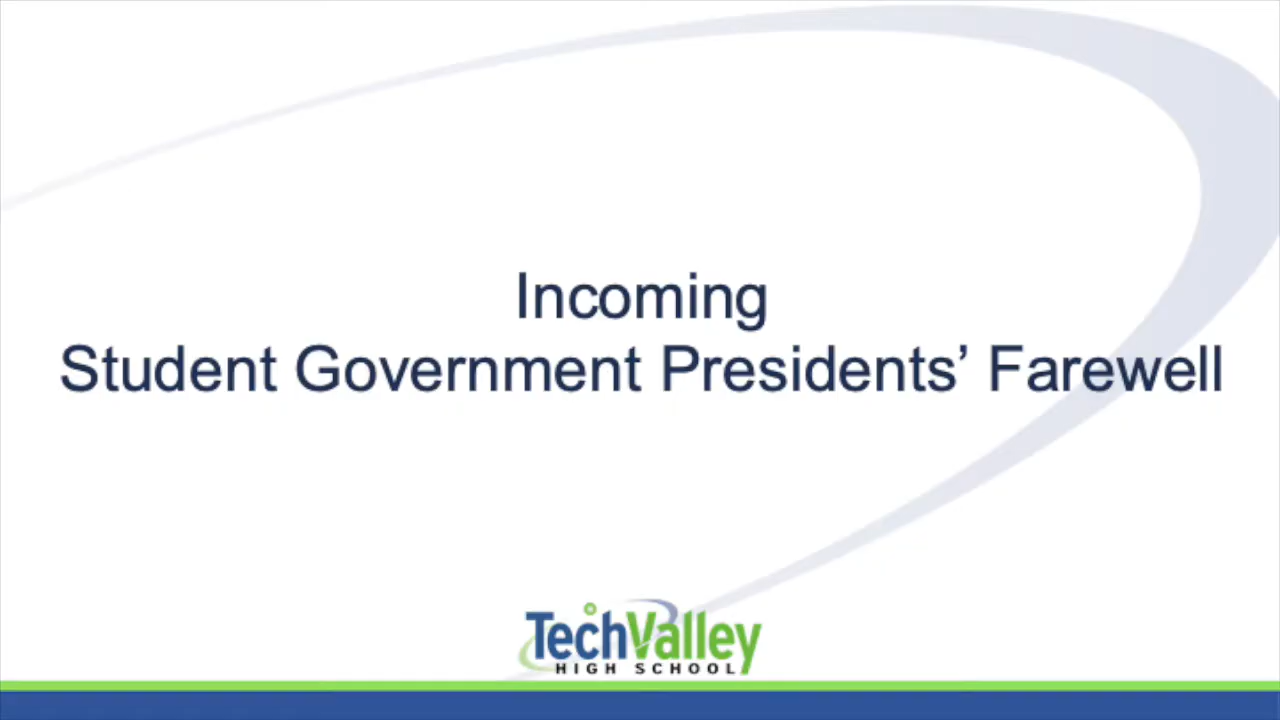 Incoming
Student Government Presidents’ Farewell
TechValley
HIGH SCHOOL